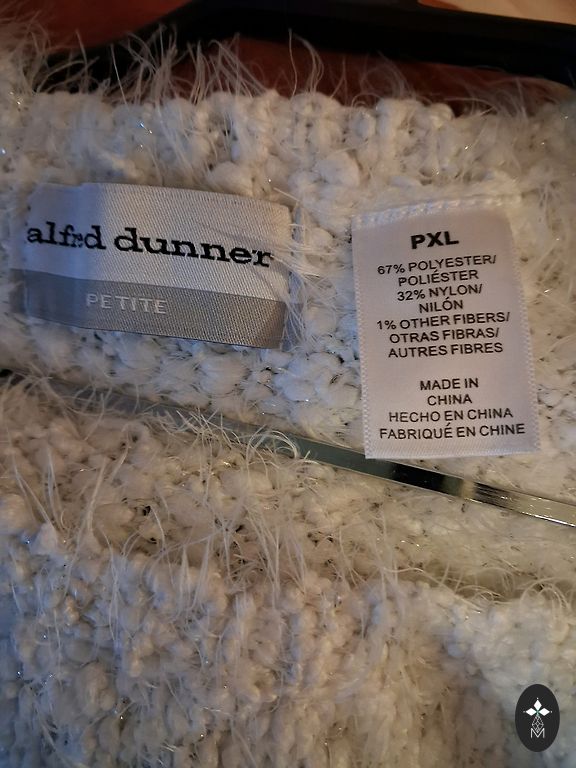 alfred dunner
PETITE
PXL
67% POLYESTER/
POLIÉSTER
32% NYLON/
NILÓN
1% OTHER FIBERS/
OTRAS FIBRAS/
AUTRES FIBRES
MADE IN
CHINA
HECHO EN CHINA
FABRIQUÉ EN CHINE
M